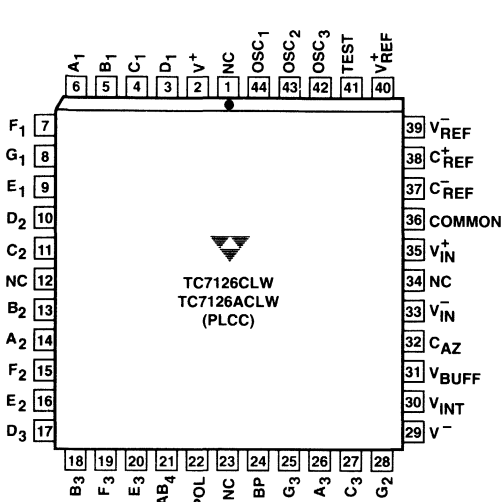 A1 B1 C1 D1 V+ NC OSC1 OSC2 OSC3 TEST V+REF
6 5 4 3 2 1 44 43 42 41 40
F1 7
G1 8
E1 9
D2 10
C2 11
NC 12
B2 13
A2 14
F2 15
E2 16
D3 17
TC7126CLW
TC7126ACLW
(PLCC)
39 V−REF
38 C+REF
37 C−REF
36 COMMON
35 V+IN
34 NC
33 V−IN
32 CAZ
31 VBUFF
30 VINT
29 V−
18 19 20 21 22 23 24 25 26 27 28
B3 F3 E3 AB4 POL NC BP G3 A3 C3 G2